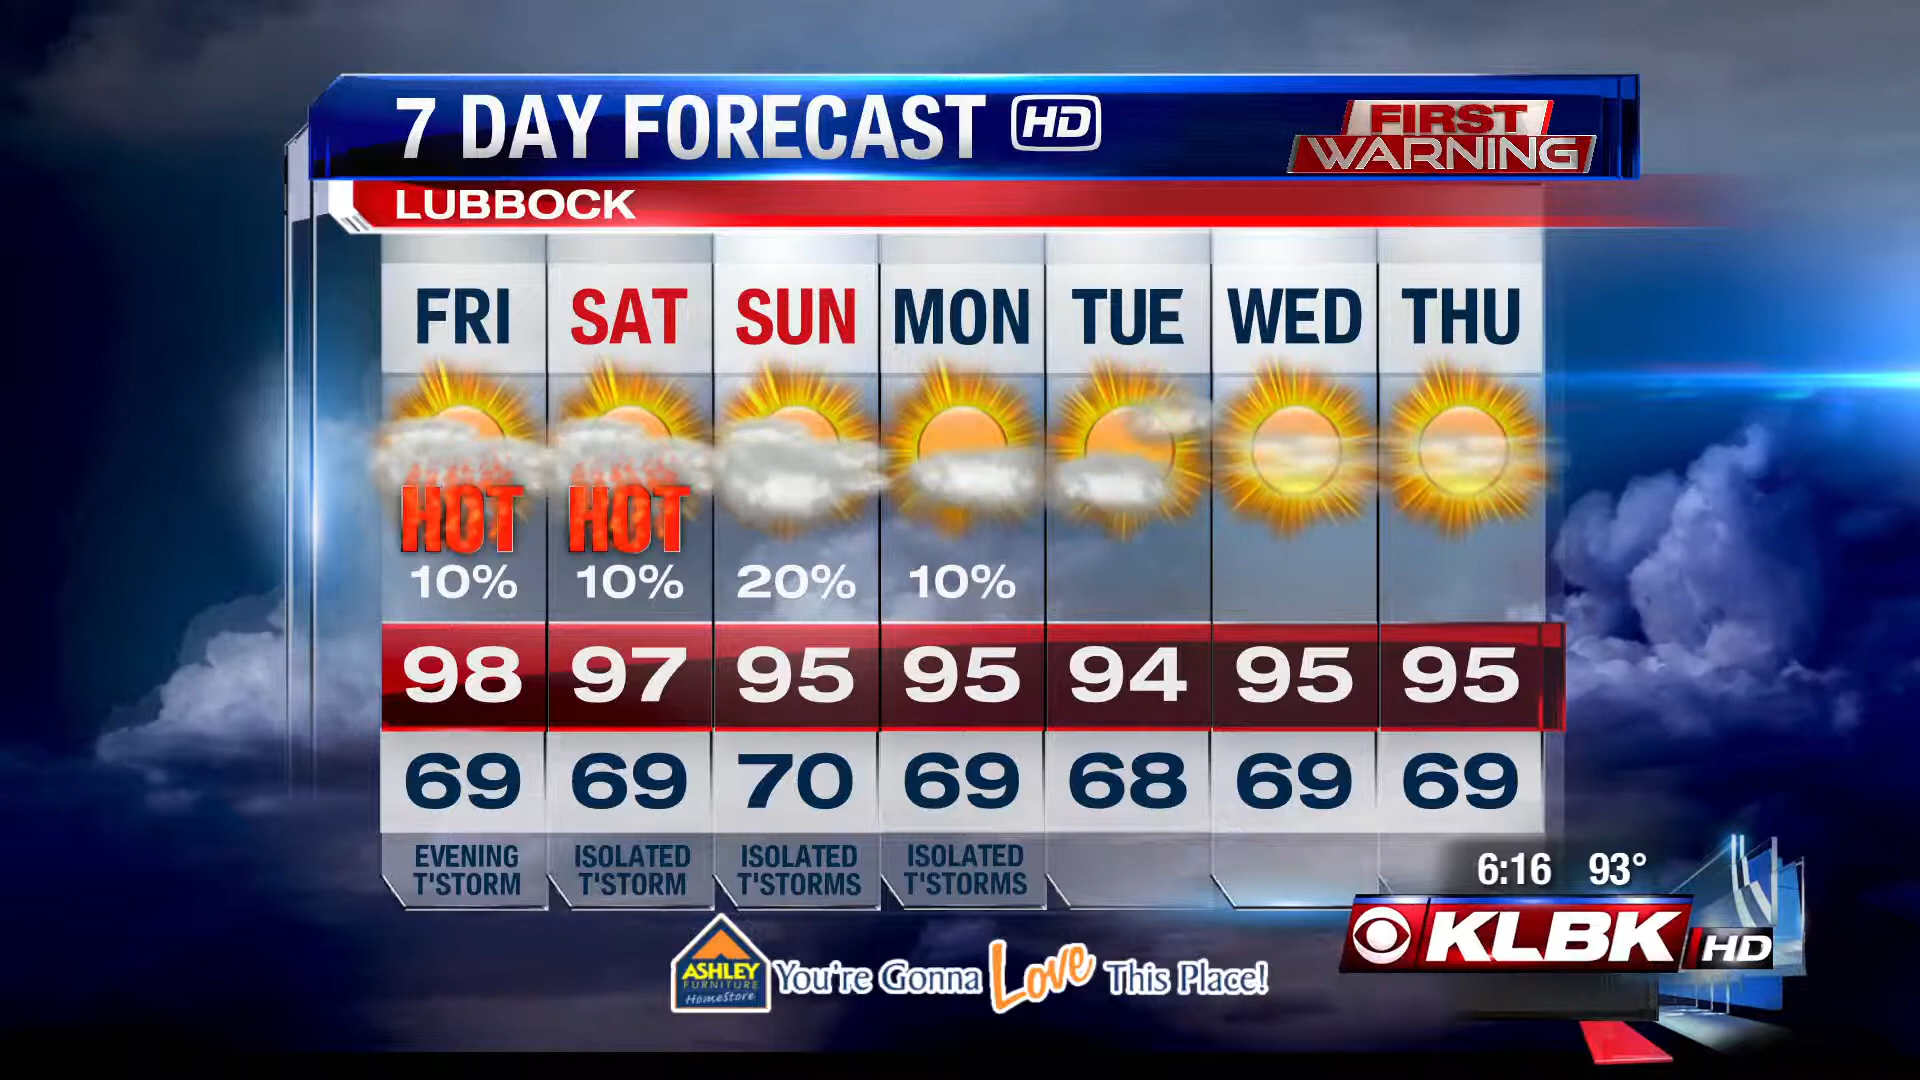 7 DAY FORECAST HD
FIRST
WARNING
LUBBOCK
FRI SAT SUN MON TUE WED THU
HOT HOT
10% 10% 20% 10%
98 97 95 95 94 95 95
69 69 70 69 68 69 69
EVENING T'STORM
ISOLATED T'STORM
ISOLATED T'STORMS
ISOLATED T'STORMS
6:16 93°
KLBK HD
ASHLEY
FURNITURE
HomeStore
You're Gonna Love This Place!